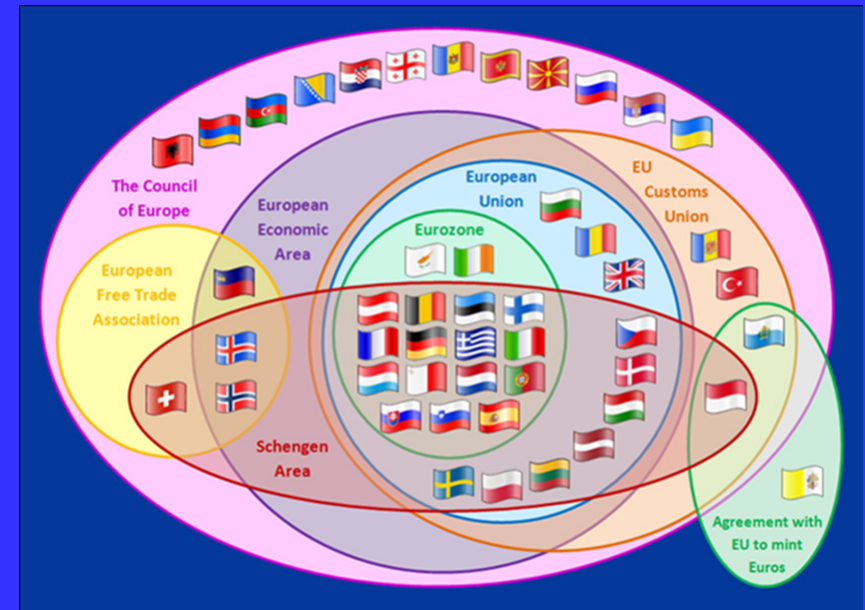 The Council
of Europe
European
Economic
Area
European
Union
EU
Customs
Union
Eurozone
European
Free Trade
Association
Schengen
Area
Agreement with
EU to mint
Euros